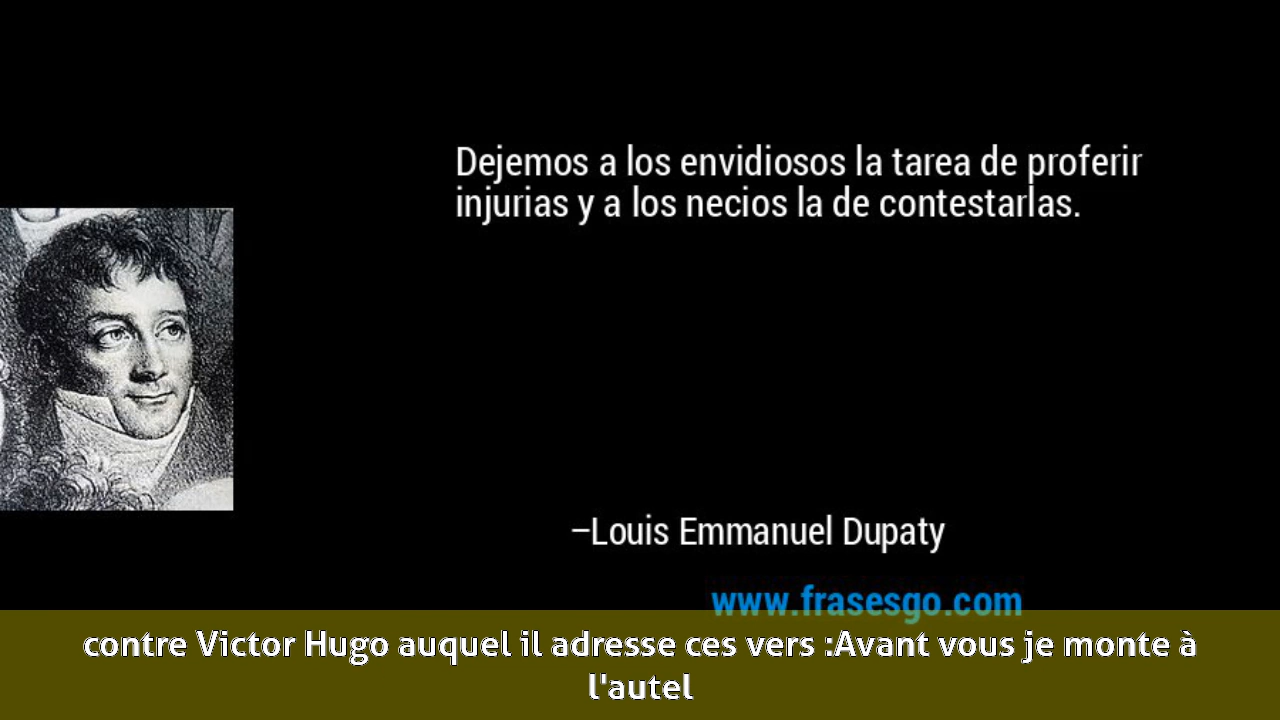 Dejemos a los envidiosos la tarea de proferir
injurias y a los necios la de contestarlas.
–Louis Emmanuel Dupaty
www.frasesgo.com
contre Victor Hugo auquel il adresse ces vers :Avant vous je monte à
l'autel